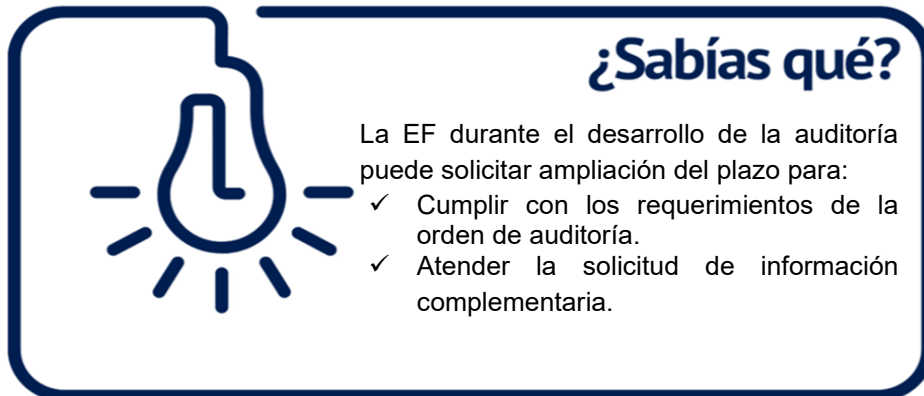 ¿Sabías qué?
La EF durante el desarrollo de la auditoría
puede solicitar ampliación del plazo para:
✓ Cumplir con los requerimientos de la
orden de auditoría.
✓ Atender la solicitud de información
complementaria.